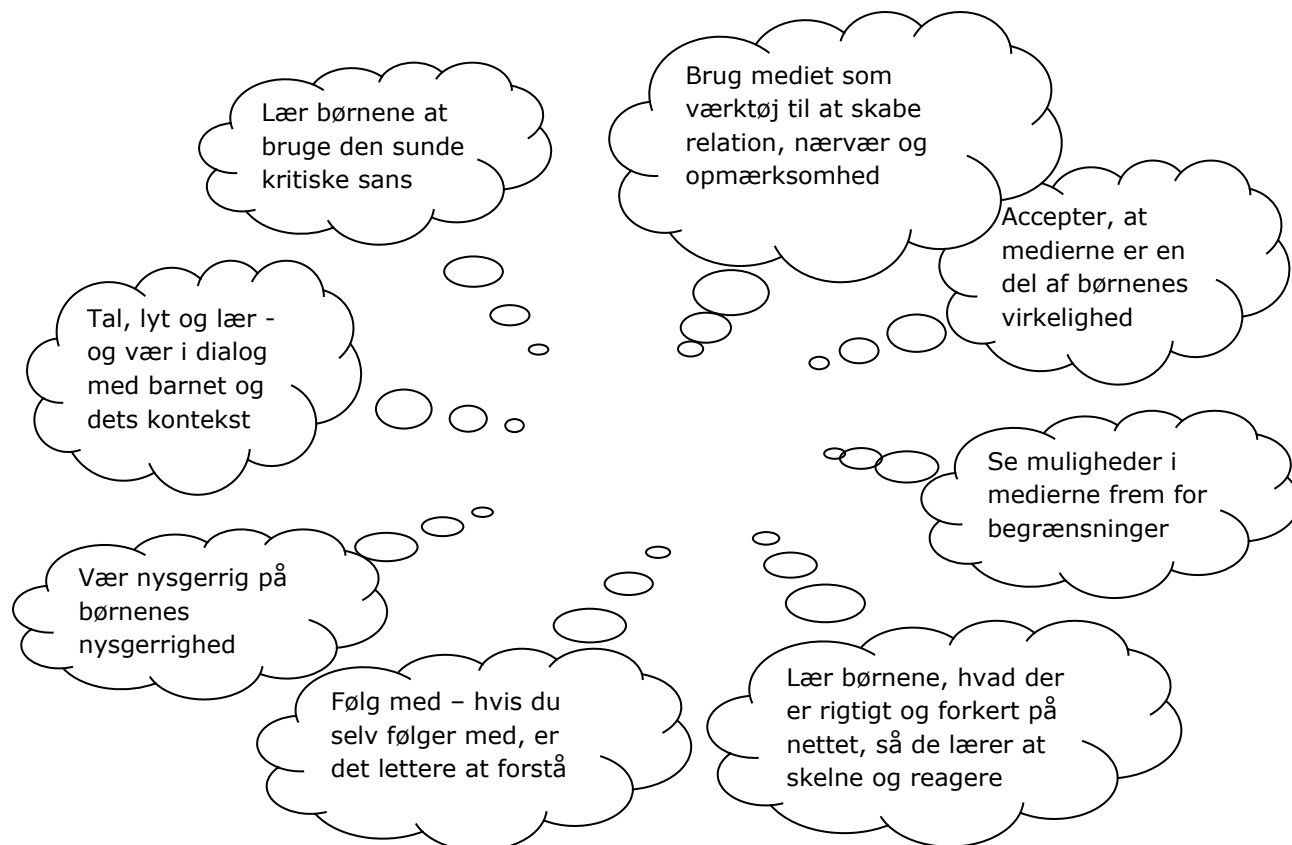 Lær børnene at
bruge den sunde
kritiske sans
Brug mediet som
værktøj til at skabe
relation, nærvær og
opmærksomhed
Accepter, at
medierne er en
del af børnenes
virkelighed
Tal, lyt og lær -
og vær i dialog
med barnet og
dets kontekst
Se muligheder i
medierne frem for
begrænsninger
Vær nysgerrig på
børnenes
nysgerrighed
Følg med – hvis du
selv følger med, er
det lettere at forstå
Lær børnene, hvad der
er rigtigt og forkert på
nettet, så de lærer at
skelne og reagere